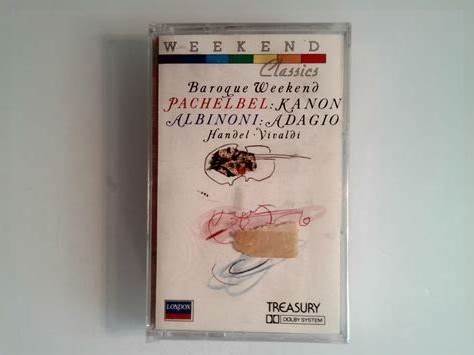 WEEKEND
Classics
Baroque Weekend
PACHELBEL: KANON
ALBINONI: ADAGIO
Handel · Vivaldi
LONDON
TREASURY
DOLBY SYSTEM